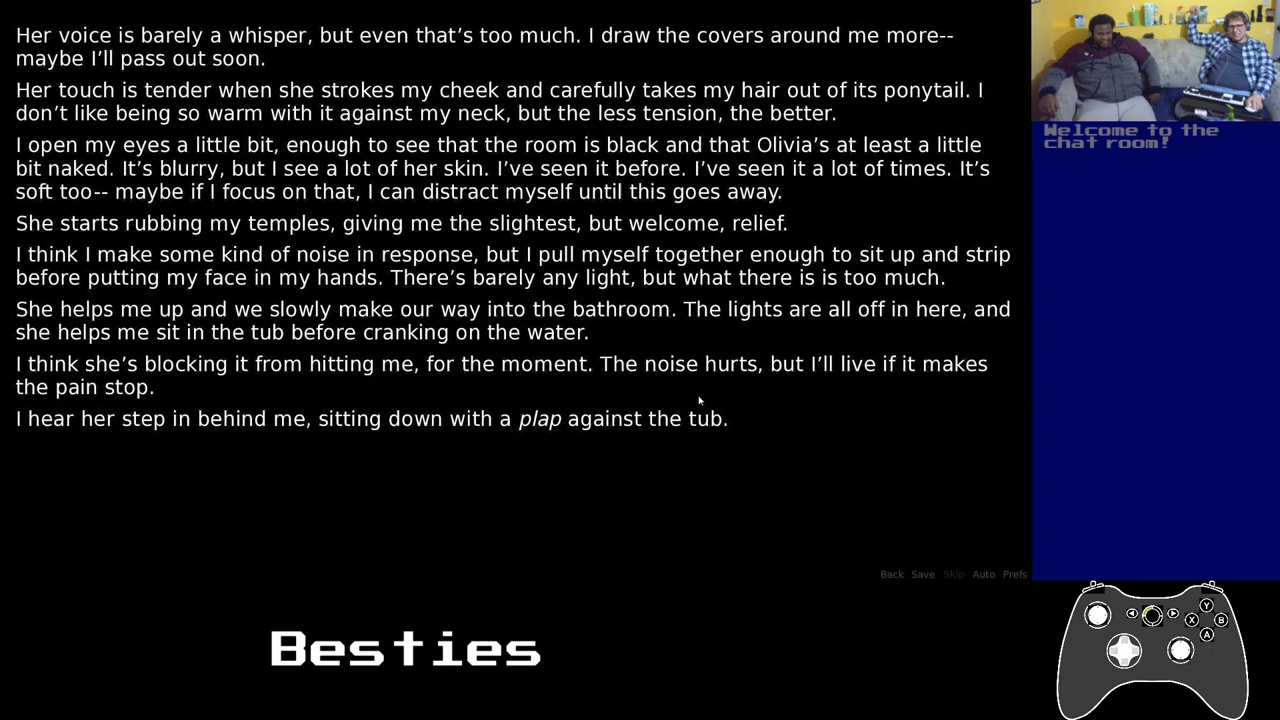 Her voice is barely a whisper, but even that's too much. I draw the covers around me more--
maybe I'll pass out soon.
Her touch is tender when she strokes my cheek and carefully takes my hair out of its ponytail. I
don't like being so warm with it against my neck, but the less tension, the better.
I open my eyes a little bit, enough to see that the room is black and that Olivia's at least a little
bit naked. It's blurry, but I see a lot of her skin. I've seen it before. I've seen it a lot of times. It's
soft too-- maybe if I focus on that, I can distract myself until this goes away.
She starts rubbing my temples, giving me the slightest, but welcome, relief.
I think I make some kind of noise in response, but I pull myself together enough to sit up and strip
before putting my face in my hands. There's barely any light, but what there is is too much.
She helps me up and we slowly make our way into the bathroom. The lights are all off in here, and
she helps me sit in the tub before cranking on the water.
I think she's blocking it from hitting me, for the moment. The noise hurts, but I'll live if it makes
the pain stop.
I hear her step in behind me, sitting down with a plap against the tub.
Back Save Skip Auto Prefs
Besties
Welcome to the
chat room!
Y
X B
A